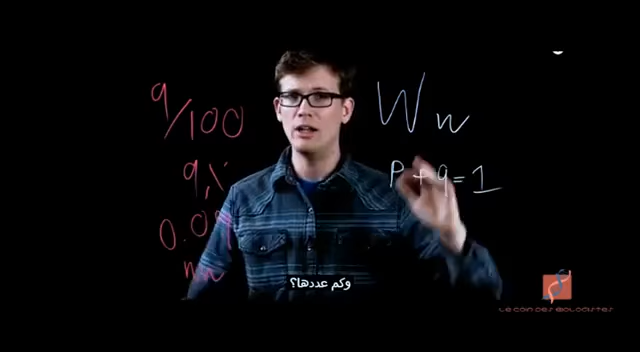 9/100
9%
0.09
ww
W w
P + q = 1
وكم عددها؟
LE COIN DES BIOLOGISTES